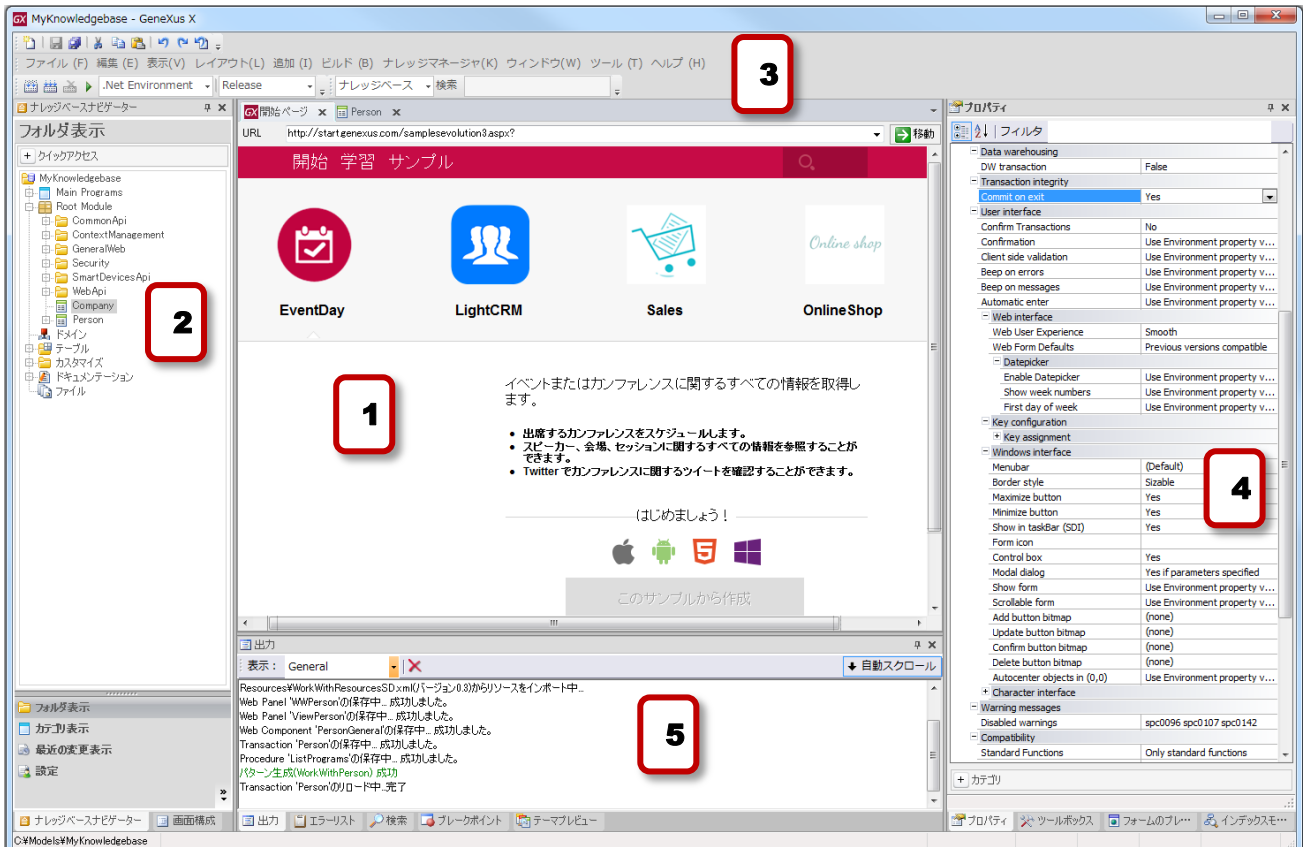 GX MyKnowledgebase - GeneXus X
ファイル (F) 編集 (E) 表示(V) レイアウト(L) 追加 (I) ビルド (B) ナレッジマネージャ(K) ウィンドウ(W) ツール (T) ヘルプ (H)
.Net Environment Release ナレッジベース 検索
3
ナレッジベースナビゲーター
フォルダ表示
+ クイックアクセス
MyKnowledgebase
Main Programs
Root Module
CommonApi
ContextManagement
GeneralWeb
Security
SmartDevicesApi
WebApi
Company
Person
ドメイン
テーブル
カスタマイズ
ドキュメンテーション
ファイル
2
フォルダ表示
カテゴリ表示
最近の変更表示
設定
ナレッジベースナビゲーター 画面構成
C:¥Models¥MyKnowledgebase
GX開始ページ Person
URL http://start.genexus.com/samplesevolution3.aspx? 移動
開始 学習 サンプル
Online shop
EventDay LightCRM Sales OnlineShop
イベントまたはカンファレンスに関するすべての情報を取得し
ます。
1
• 出席するカンファレンスをスケジュールします。
• スピーカー、会場、セッションに関するすべての情報を参照することが
できます。
• Twitter でカンファレンスに関するツイートを確認することができます。
はじめましょう！
5
このサンプルから作成
出力
表示： General 自動スクロール
Resources¥WorkWithResourcesSD.xml(バージョン0.3)からリソースをインポート中...
Web Panel 'WWPerson'の保存中... 成功しました。
Web Panel 'ViewPerson'の保存中... 成功しました。
Web Component 'PersonGeneral'の保存中... 成功しました。
Transaction 'Person'の保存中... 成功しました。
Procedure 'ListPrograms'の保存中... 成功しました。
パターン生成(WorkWithPerson) 成功
Transaction 'Person'のリロード中..完了
5
出力 エラーリスト 検索 ブレークポイント テーマプレビュー
プロパティ
フィルタ
Data warehousing
DW transaction False
Transaction integrity
Commit on exit Yes
User interface
Confirm Transactions No
Confirmation Use Environment property v...
Client side validation Use Environment property v...
Beep on errors Use Environment property v...
Beep on messages Use Environment property v...
Automatic enter Use Environment property v...
Web interface
Web User Experience Smooth
Web Form Defaults Previous versions compatible
Datepicker
Enable Datepicker Use Environment property v...
Show week numbers Use Environment property v...
First day of week Use Environment property v...
Key configuration
+ Key assignment
Windows interface
Menubar (Default)
Border style Sizable
Maximize button Yes
Minimize button Yes
Show in taskBar (SDI) Yes
Form icon
Control box Yes
Modal dialog Yes if parameters specified
Show form Use Environment property v...
Scrollable form Use Environment property v...
Add button bitmap (none)
Update button bitmap (none)
Confirm button bitmap (none)
Delete button bitmap (none)
Autocenter objects in (0,0) Use Environment property v...
+ Character interface
Warning messages
Disabled warnings spc0096 spc0107 spc0142
Compatibility
Standard Functions Only standard functions
4
+ カテゴリ
プロパティ ツールボックス フォームのプレ... インデックスモ...